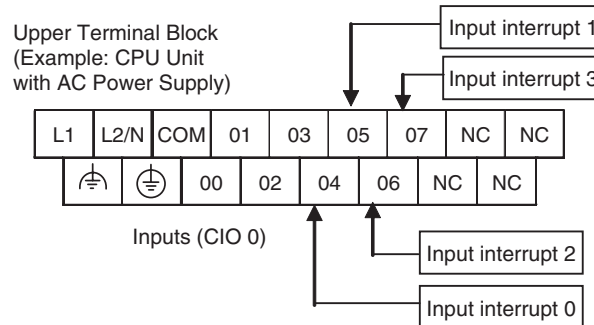 Upper Terminal Block
(Example: CPU Unit
with AC Power Supply)
Input interrupt 1
Input interrupt 3
L1 L2/N COM 01 03 05 07 NC NC
00 02 04 06 NC NC
Inputs (CIO 0)
Input interrupt 2
Input interrupt 0